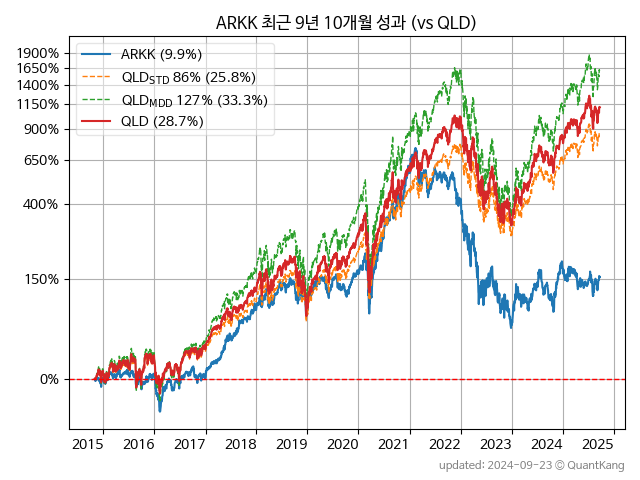 ARKK 최근 9년 10개월 성과 (vs QLD)
1900%
1650%
1400%
1150%
900%
650%
400%
150%
0%
ARKK (9.9%)
QLD_STD 86% (25.8%)
QLD_MDD 127% (33.3%)
QLD (28.7%)
2015 2016 2017 2018 2019 2020 2021 2022 2023 2024 2025
updated: 2024-09-23 © QuantKang